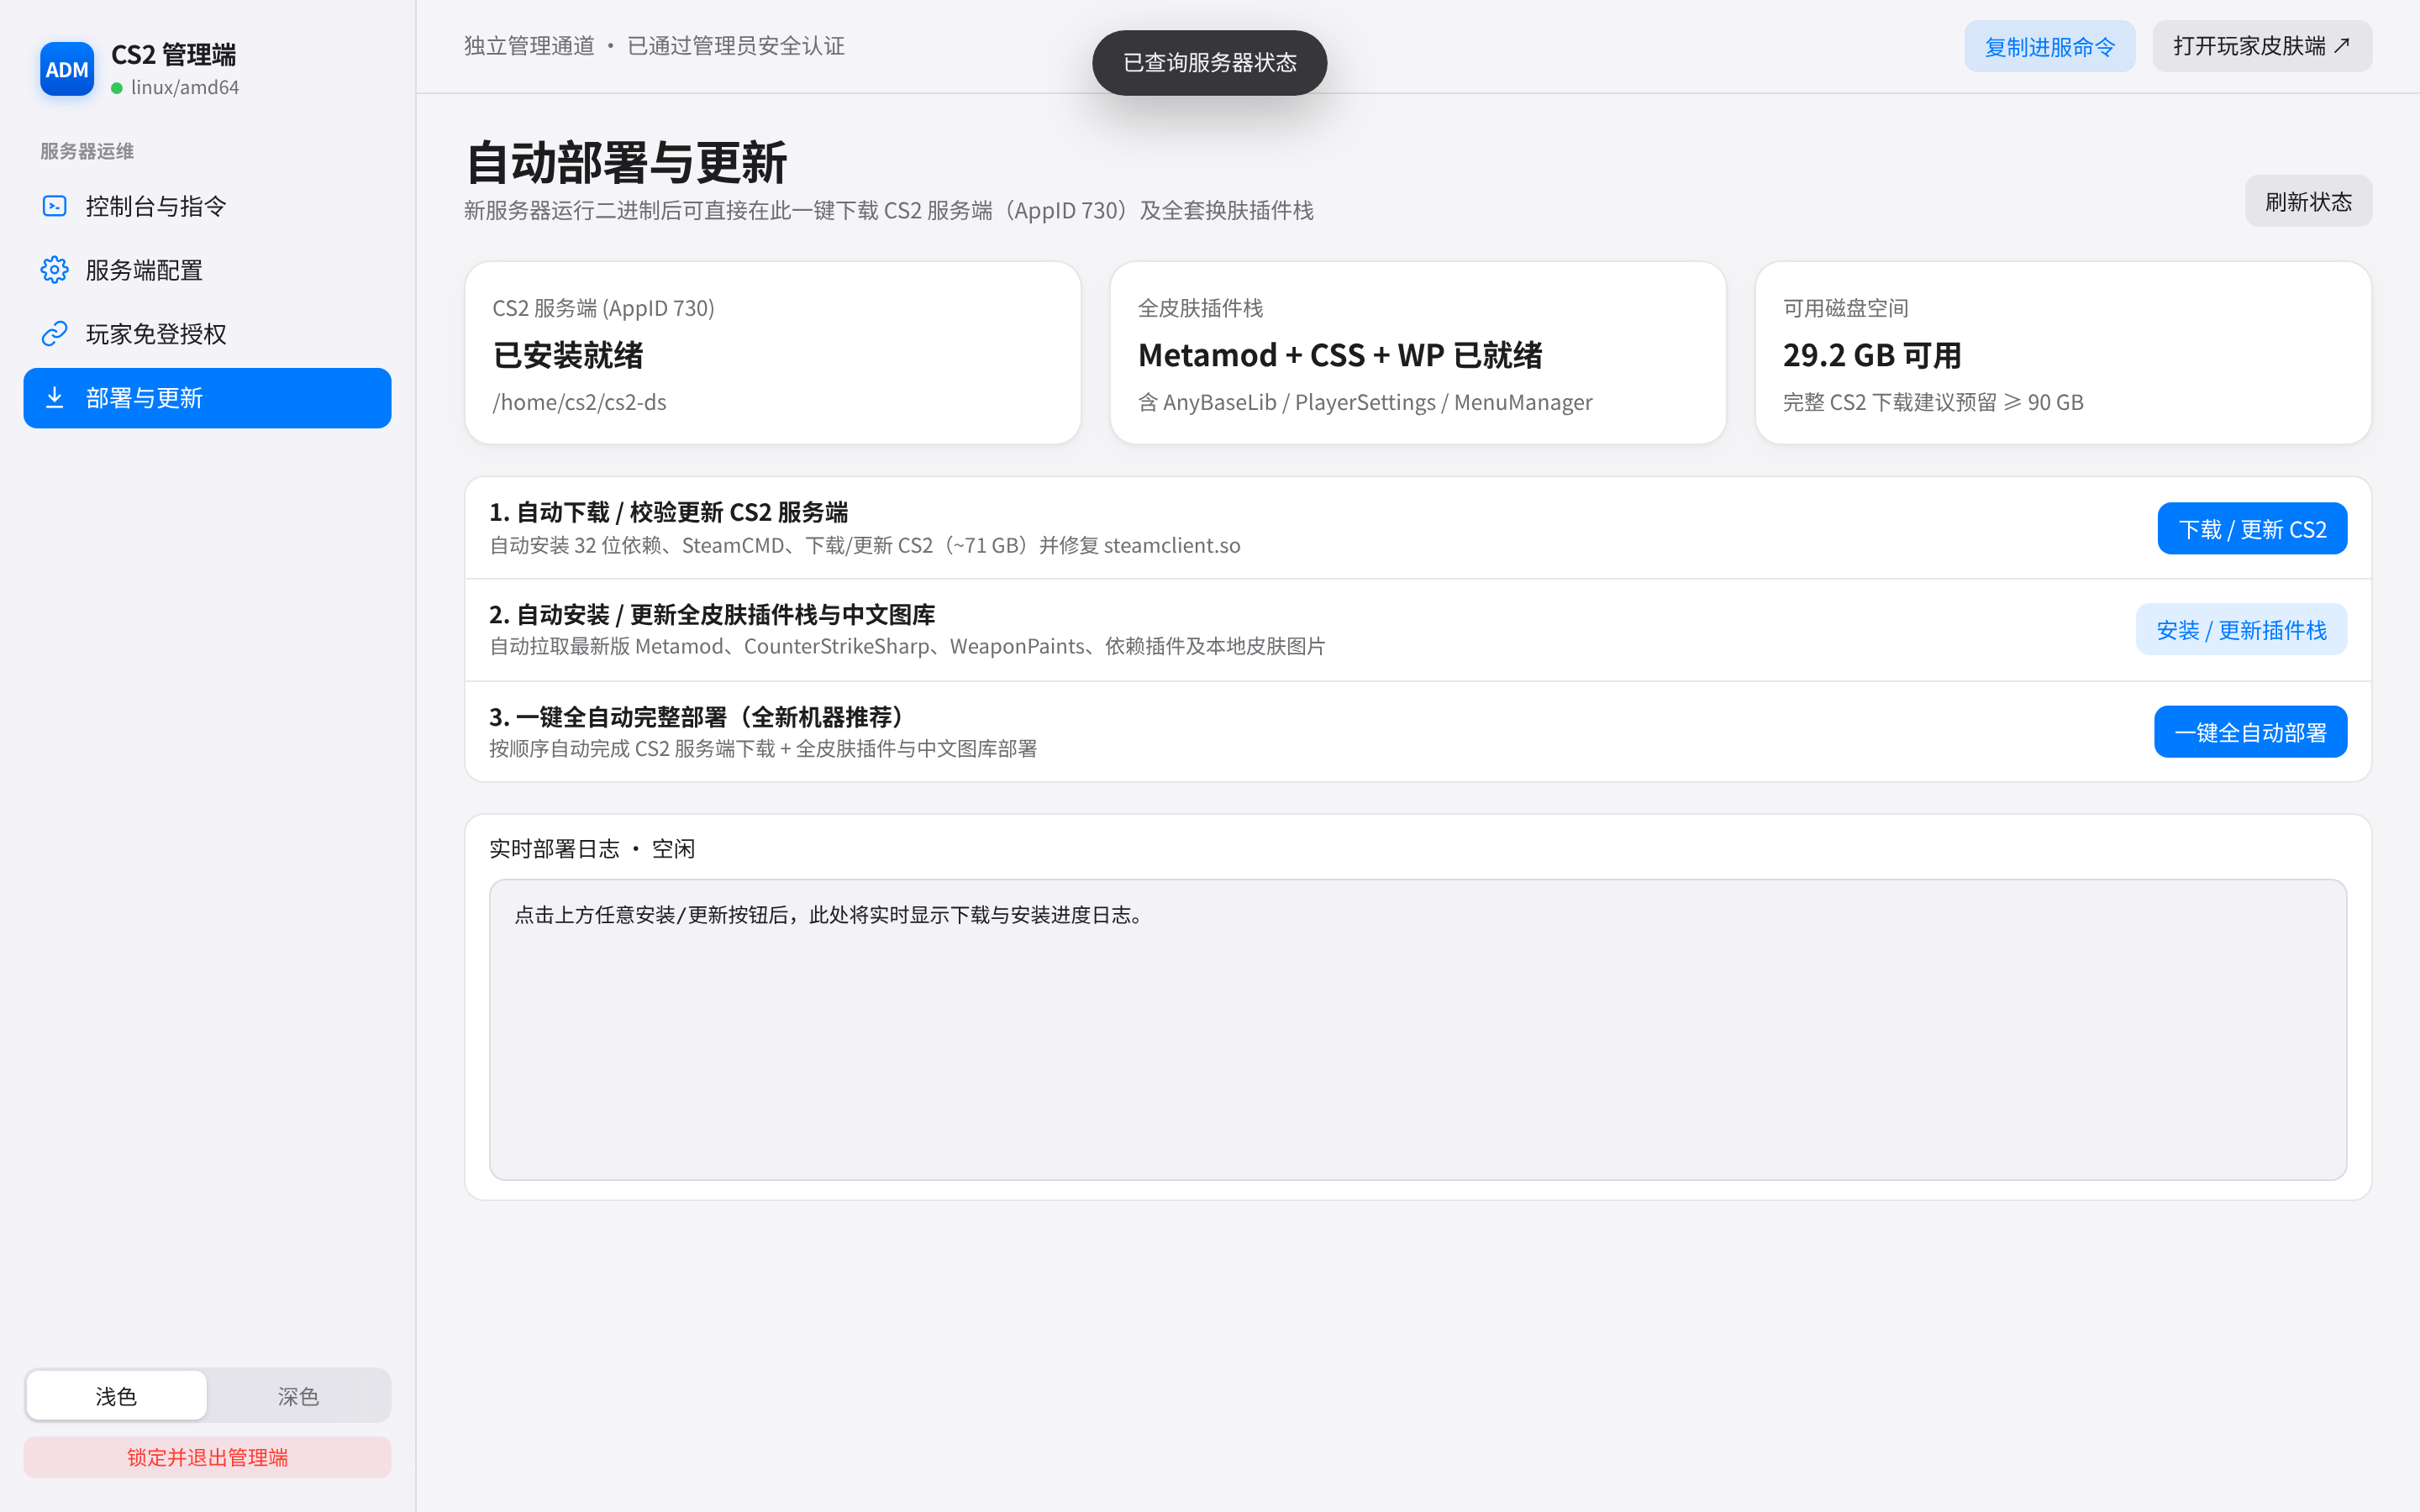 ADM
CS2 管理端
linux/amd64
服务器运维
控制台与指令
服务端配置
玩家免登授权
部署与更新
浅色
深色
锁定并退出管理端
独立管理通道 • 已通过管理员安全认证
已查询服务器状态
复制进服命令
打开玩家皮肤端 ↗
自动部署与更新
新服务器运行二进制后可直接在此一键下载 CS2 服务端（AppID 730）及全套换肤插件栈
刷新状态
CS2 服务端 (AppID 730)
已安装就绪
/home/cs2/cs2-ds
全皮肤插件栈
Metamod + CSS + WP 已就绪
含 AnyBaseLib / PlayerSettings / MenuManager
可用磁盘空间
29.2 GB 可用
完整 CS2 下载建议预留 ≥ 90 GB
1. 自动下载 / 校验更新 CS2 服务端
自动安装 32 位依赖、SteamCMD、下载/更新 CS2（~71 GB）并修复 steamclient.so
下载 / 更新 CS2
2. 自动安装 / 更新全皮肤插件栈与中文图库
自动拉取最新版 Metamod、CounterStrikeSharp、WeaponPaints、依赖插件及本地皮肤图片
安装 / 更新插件栈
3. 一键全自动完整部署（全新机器推荐）
按顺序自动完成 CS2 服务端下载 + 全皮肤插件与中文图库部署
一键全自动部署
实时部署日志 • 空闲
点击上方任意安装/更新按钮后，此处将实时显示下载与安装进度日志。